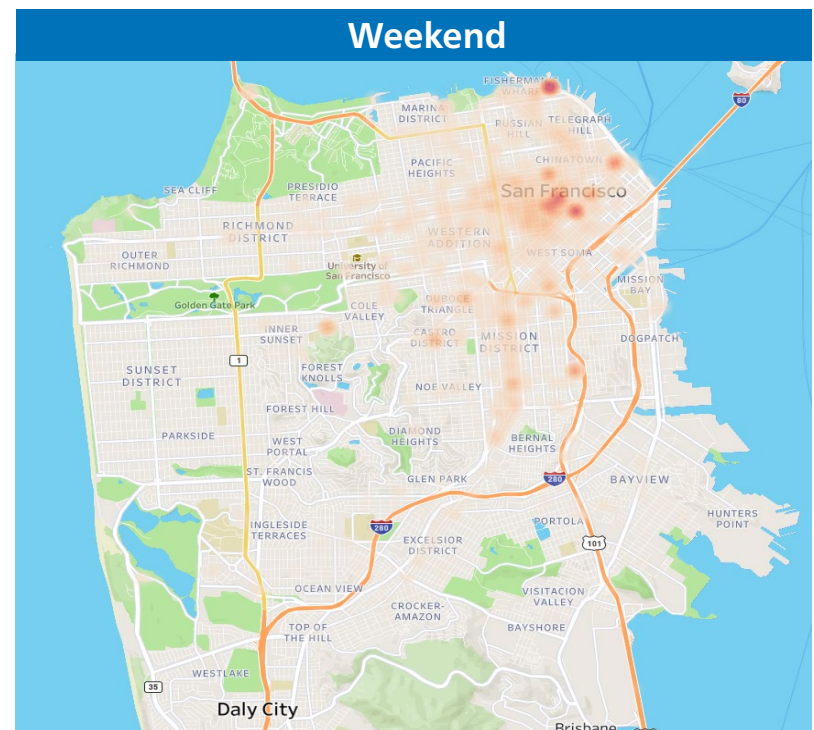 Weekend
FISHERMAN'S
WHARF
80
MARINA
DISTRICT
RUSSIAN
HILL
TELEGRAPH
HILL
CHINATOWN
PACIFIC
HEIGHTS
SEA CLIFF
PRESIDIO
TERRACE
San Francisco
RICHMOND
DISTRICT
WESTERN
ADDITION
OUTER
RICHMOND
WEST SOMA
University of
San Francisco
MISSION
BAY
Golden Gate Park
COLE
VALLEY
DUBOCE
TRIANGLE
INNER
SUNSET
CASTRO
DISTRICT
MISSION
DISTRICT
DOGPATCH
1
SUNSET
DISTRICT
FOREST
KNOLLS
NOE VALLEY
FOREST HILL
PARKSIDE
WEST
PORTAL
DIAMOND
HEIGHTS
BERNAL
HEIGHTS
ST. FRANCIS
WOOD
GLEN PARK
280
BAYVIEW
HUNTERS
POINT
INGLESIDE
TERRACES
280
PORTOLA
EXCELSIOR
DISTRICT
101
OCEAN VIEW
VISITACION
VALLEY
CROCKER-
AMAZON
TOP OF
THE HILL
BAYSHORE
WESTLAKE
35
Daly City
Brisbane